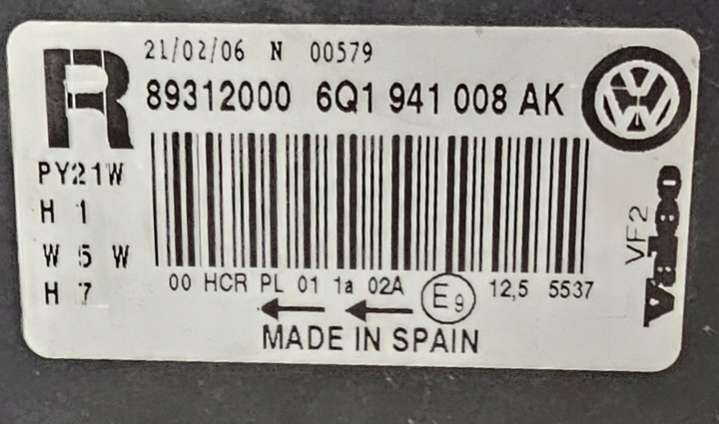 R
21/02/06 N 00579
89312000 6Q1 941 008 AK
PY21W
H 1
W 5 W
H 7
00 HCR PL 01 1a 02A E9 12,5 5537
MADE IN SPAIN
VF2
Valeo